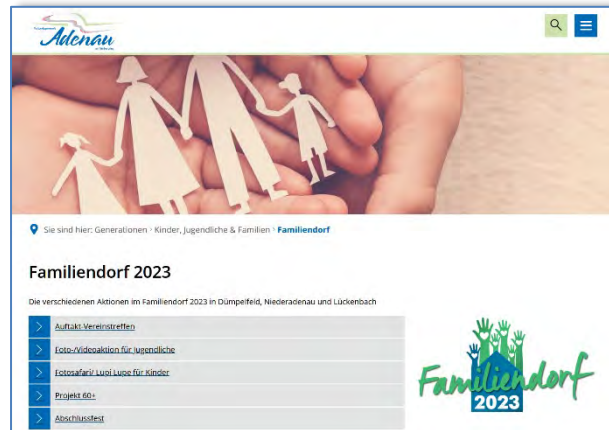 Adenau
Sie sind hier: Generationen › Kinder, Jugendliche & Familien › Familiendorf
Familiendorf 2023
Die verschiedenen Aktionen im Familiendorf 2023 in Dümpelfeld, Niederadenau und Lückenbach
Auftakt-Vereinstreffen
Foto-/Videoaktion für Jugendliche
Fotosafari/ Lupi Lupe für Kinder
Projekt 60+
Abschlussfest
Familiendorf
2023